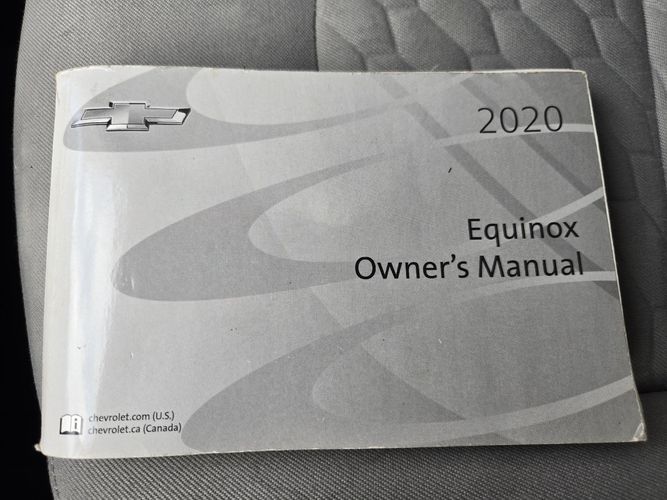 2020
Equinox
Owner's Manual
chevrolet.com (U.S.)
chevrolet.ca (Canada)